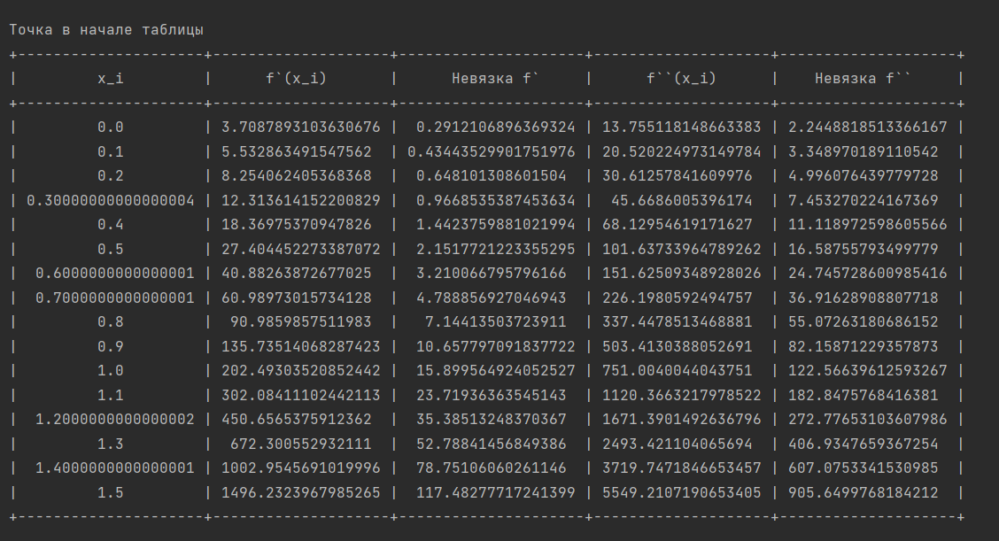 Точка в начале таблицы
+---------------------+--------------------+---------------------+--------------------+--------------------+
|         x_i         |      f`(x_i)       |      Невязка f`     |     f``(x_i)       |    Невязка f``     |
+---------------------+--------------------+---------------------+--------------------+--------------------+
|         0.0         | 3.7087893103630676 |  0.2912106896369324 | 13.755118148663383 | 2.2448818513366167 |
|         0.1         | 5.532863491547562  | 0.43443529901751976 | 20.520224973149784 | 3.348970189110542  |
|         0.2         | 8.254062405368368  |  0.648101308601504  | 30.61257841609976  | 4.996076439779728  |
| 0.30000000000000004 | 12.313614152200829 |  0.9668535387453634 |  45.6686005396174  | 7.453270224167369  |
|         0.4         | 18.36975370947826  |  1.4423759881021994 | 68.12954619171627  | 11.118972598605566 |
|         0.5         | 27.404452273387072 |  2.1517721223355295 | 101.63733964789262 | 16.58755793499779  |
|  0.6000000000000001 | 40.88263872677025  |  3.210066795796166  | 151.62509348928026 | 24.745728600985416 |
|  0.7000000000000001 | 60.98973015734128  |  4.788856927046943  | 226.1980592494757  | 36.91628908807718  |
|         0.8         |  90.9859857511983  |   7.14413503723911  | 337.4478513468881  | 55.07263180686152  |
|         0.9         | 135.73514068287423 |  10.657797091837722 | 503.4130388052691  | 82.15871229357873  |
|         1.0         | 202.49303520852442 |  15.899564924052527 | 751.0040044043751  | 122.56639612593267 |
|         1.1         | 302.08411102442113 |  23.71936363545143  | 1120.3663217978522 | 182.8475768416381  |
|  1.2000000000000002 | 450.6565375912362  |  35.38513248370367  | 1671.3901492636796 | 272.77653103607986 |
|         1.3         |  672.300552932111  |  52.78841456849386  | 2493.421104065694  | 406.9347659367254  |
|  1.4000000000000001 | 1002.9545691019996 |  78.75106060261146  | 3719.7471846653457 | 607.0753341530985  |
|         1.5         | 1496.2323967985265 |  117.48277717241399 | 5549.2107190653405 | 905.6499768184212  |
+---------------------+--------------------+---------------------+--------------------+--------------------+